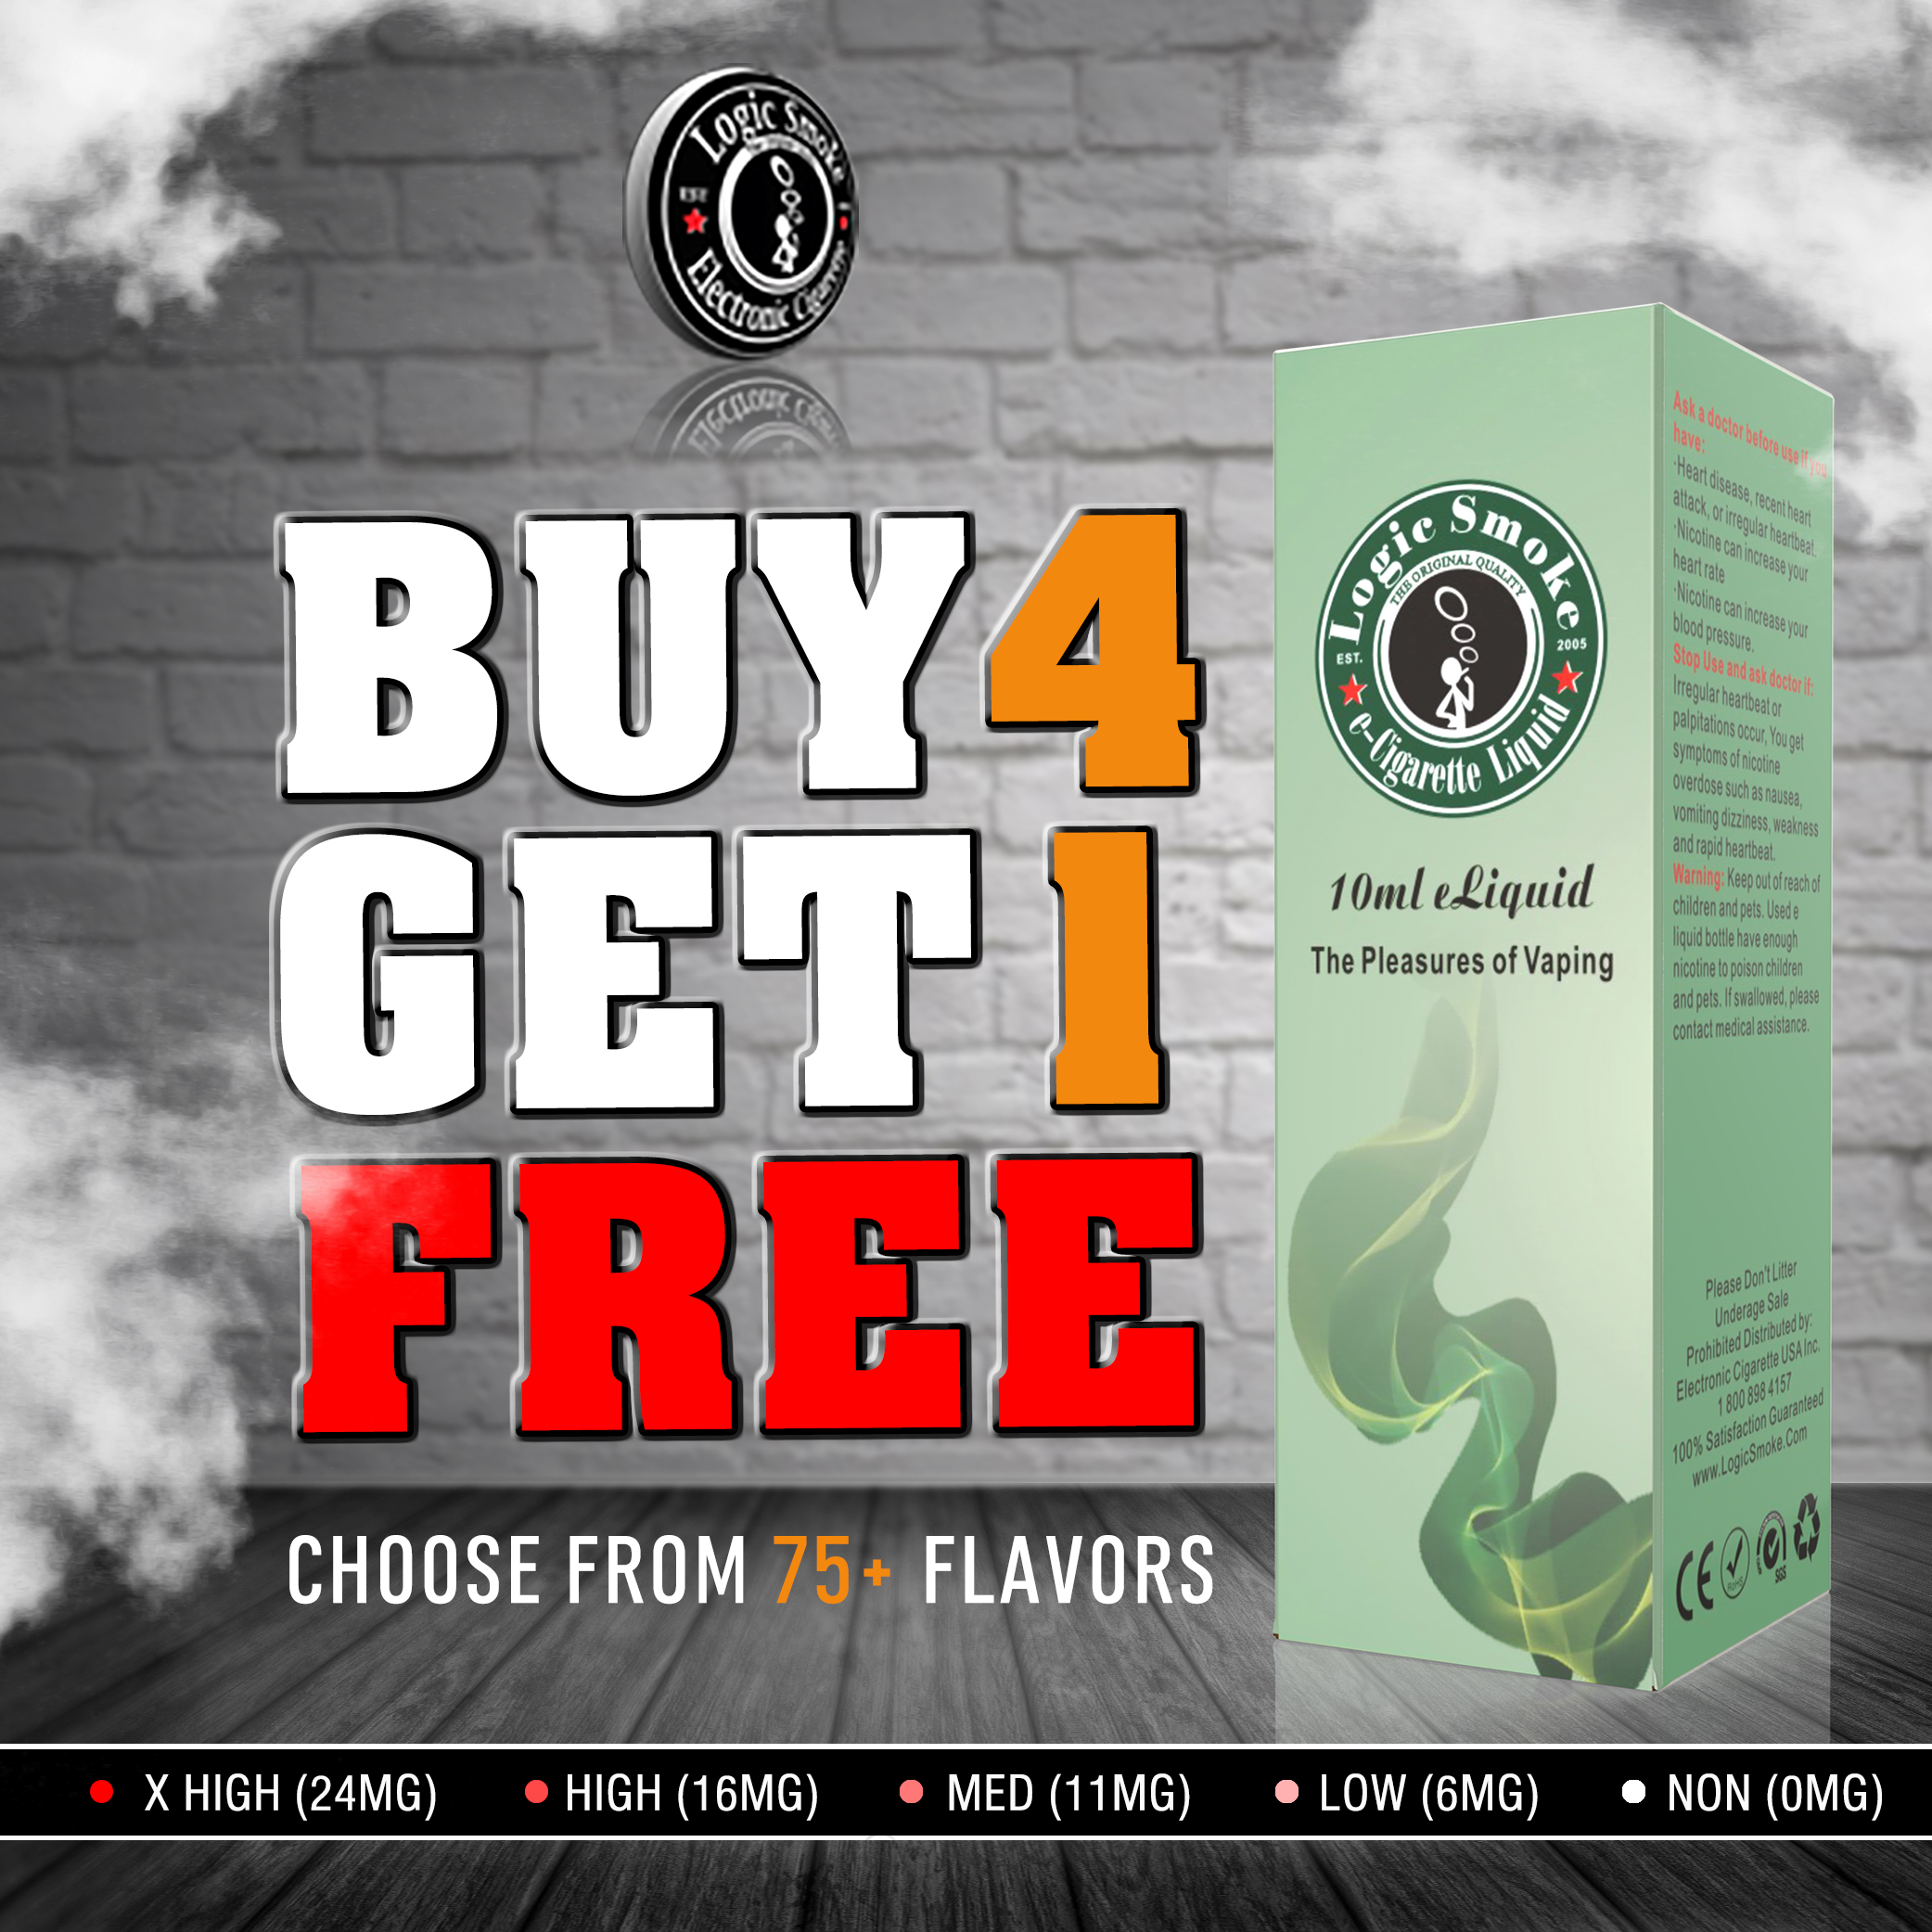 Logic Smoke
EST
Electronic Cigarette
BUY 4
GET 1
FREE
CHOOSE FROM 75+ FLAVORS
Logic Smoke
THE ORIGINAL QUALITY
EST. 2005
e-Cigarette Liquid
10ml eLiquid
The Pleasures of Vaping
Ask a doctor before use if you
have:
·Heart disease, recent heart
attack, or irregular heartbeat.
·Nicotine can increase your
heart rate
·Nicotine can increase your
blood pressure.
Stop Use and ask doctor if:
Irregular heartbeat or
palpitations occur, You get
symptoms of nicotine
overdose such as nausea,
vomiting dizziness, weakness
and rapid heartbeat.
Warning: Keep out of reach of
children and pets. Used e
liquid bottle have enough
nicotine to poison children
and pets. If swallowed, please
contact medical assistance.
Please Don't Litter
Underage Sale
Prohibited Distributed by:
Electronic Cigarette USA Inc.
1 800 898 4157
100% Satisfaction Guaranteed
www.LogicSmoke.Com
CE RoHS SGS
X HIGH (24MG) HIGH (16MG) MED (11MG) LOW (6MG) NON (0MG)